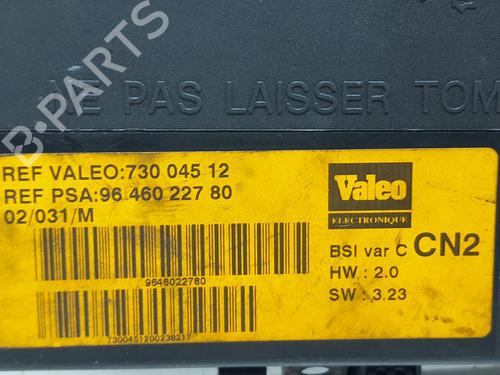 B-PARTS
NE PAS LAISSER TOM
REF VALEO:730 045 12
REF PSA:96 460 227 80
02/031/M
9646022780
7300451200238217
Valeo
ELECTRONIQUE
BSI var C CN2
HW : 2.0
SW : 3.23